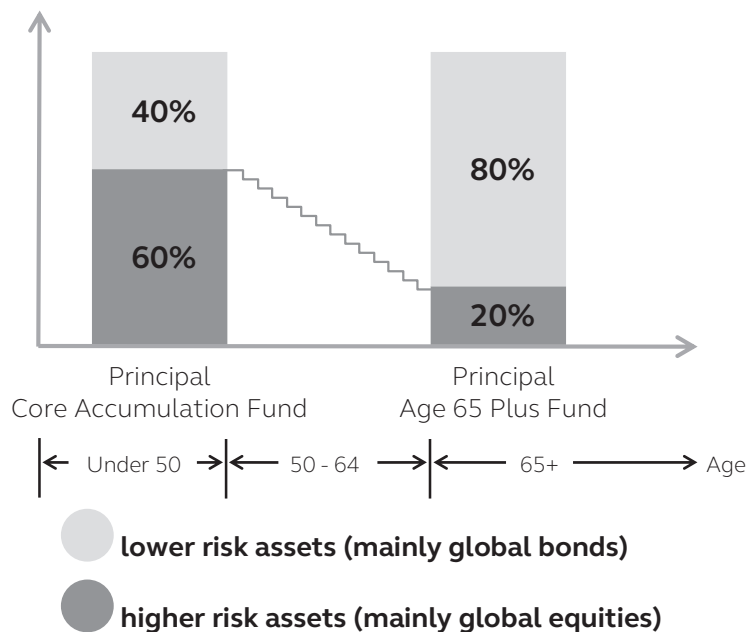 40%
80%
60%
20%
Principal
Core Accumulation Fund
Principal
Age 65 Plus Fund
Under 50
50 - 64
65+
Age
lower risk assets (mainly global bonds)
higher risk assets (mainly global equities)